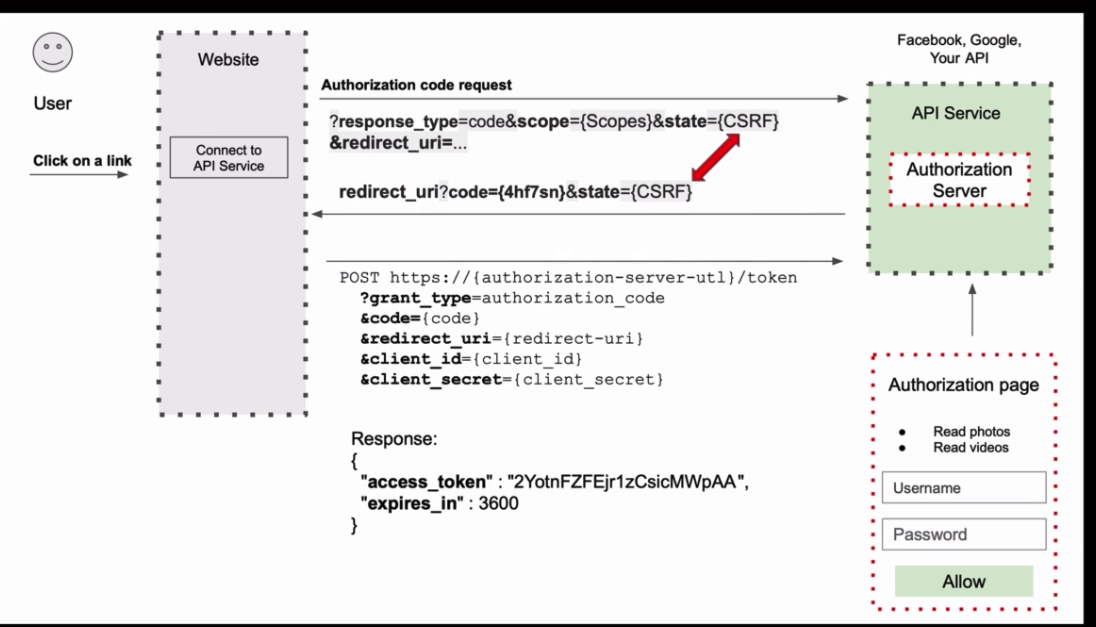 User
Click on a link
Website
Connect to
API Service
Authorization code request
?response_type=code&scope={Scopes}&state={CSRF}
&redirect_uri=...
redirect_uri?code={4hf7sn}&state={CSRF}
POST https://{authorization-server-utl}/token
?grant_type=authorization_code
&code={code}
&redirect_uri={redirect-uri}
&client_id={client_id}
&client_secret={client_secret}
Response:
{
"access_token" : "2YotnFZFEjr1zCsicMWpAA",
"expires_in" : 3600
}
Facebook, Google,
Your API
API Service
Authorization
Server
Authorization page
● Read photos
● Read videos
Username
Password
Allow